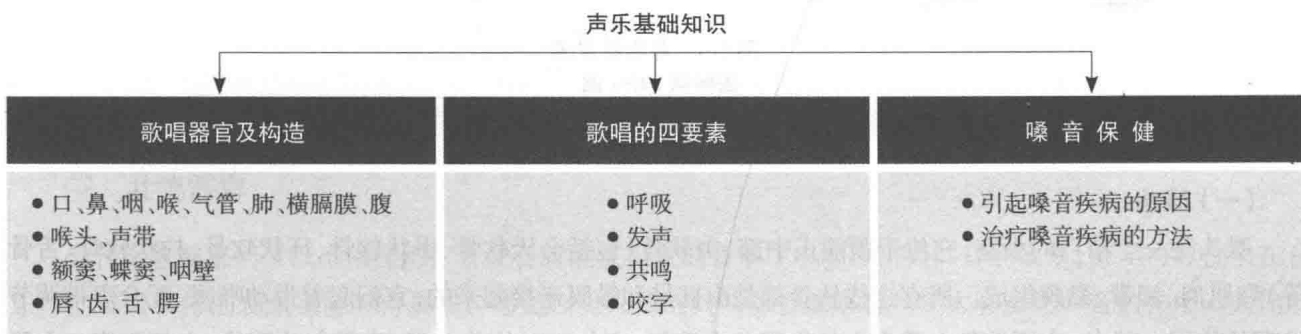 声乐基础知识
歌唱器官及构造
歌唱的四要素
嗓音保健
●口、鼻、咽、喉、气管、肺、横膈膜、腹
●喉头、声带
●额窦、蝶窦、咽壁
●唇、齿、舌、腭
●呼吸
●发声
●共鸣
●咬字
●引起嗓音疾病的原因
●治疗嗓音疾病的方法